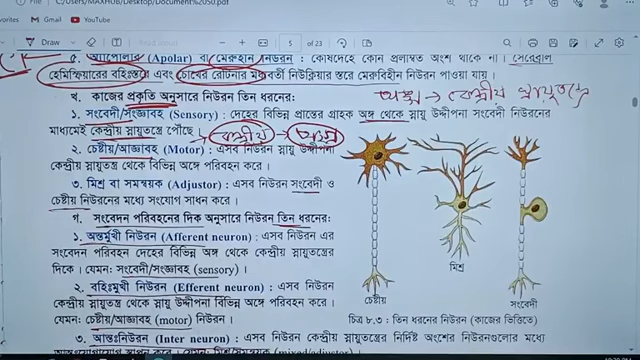 MAXHUB/Desktop/Document%20SU0.pdf
Gmail
YouTube
Draw
5 of 23
৫. অ্যাপোলার (Apolar) বা মেরুহীন নিউরন: কোষদেহে কোন প্রলম্বিত অংশ থাকে না। সেরেব্রাল
হেমিস্ফিয়ারের বহিঃস্তরে এবং চোখের রেটিনার মধ্যবর্তী নিউক্লিয়ার স্তরে মেরুবিহীন নিউরন পাওয়া যায়।
খ. কাজের প্রকৃতি অনুসারে নিউরন তিন ধরনের:
অঙ্গ → কেন্দ্রীয় স্নায়ুতন্ত্রে
১. সংবেদী/সংজ্ঞাবহ (Sensory) : দেহের বিভিন্ন প্রান্তের গ্রাহক অঙ্গ থেকে স্নায়ু উদ্দীপনা সংবেদী নিউরনের
মাধ্যমেই কেন্দ্রীয় স্নায়ুতন্ত্রে পৌঁছে।
কেন্দ্রীয় → অঙ্গ
২. চেষ্টীয়/আজ্ঞাবহ (Motor) : এসব নিউরন স্নায়ু উদ্দীপনা
কেন্দ্রীয় স্নায়ুতন্ত্র থেকে বিভিন্ন অঙ্গে পরিবহন করে।
৩. মিশ্র বা সমন্বয়ক (Adjustor) : এসব নিউরন সংবেদী ও
চেষ্টীয় নিউরনের মধ্যে সংযোগ সাধন করে।
গ. সংবেদন পরিবহনের দিক অনুসারে নিউরন তিন ধরনের:
১. অন্তর্মুখী নিউরন (Afferent neuron) : এসব নিউরন এর
সংবেদন পরিবহন দেহের বিভিন্ন অঙ্গ থেকে কেন্দ্রীয় স্নায়ুতন্ত্রের
দিকে। যেমন: সংবেদী/সংজ্ঞাবহ (sensory) ।
২. বহিঃমুখী নিউরন (Efferent neuron) : এসব নিউরন
কেন্দ্রীয় স্নায়ুতন্ত্র থেকে স্নায়ু উদ্দীপনা বিভিন্ন অঙ্গে পরিবহন করে।
যেমন: চেষ্টীয়/আজ্ঞাবহ (motor) নিউরন।
চেষ্টীয়
মিশ্র
সংবেদী
চিত্র ৮.৩ : তিন ধরনের নিউরন (কাজের ভিত্তিতে)
৩. আন্তঃনিউরন (Inter neuron) : এসব নিউরন কেন্দ্রীয় স্নায়ুতন্ত্রের নির্দিষ্ট অংশের নিউরনগুলোর মধ্যে